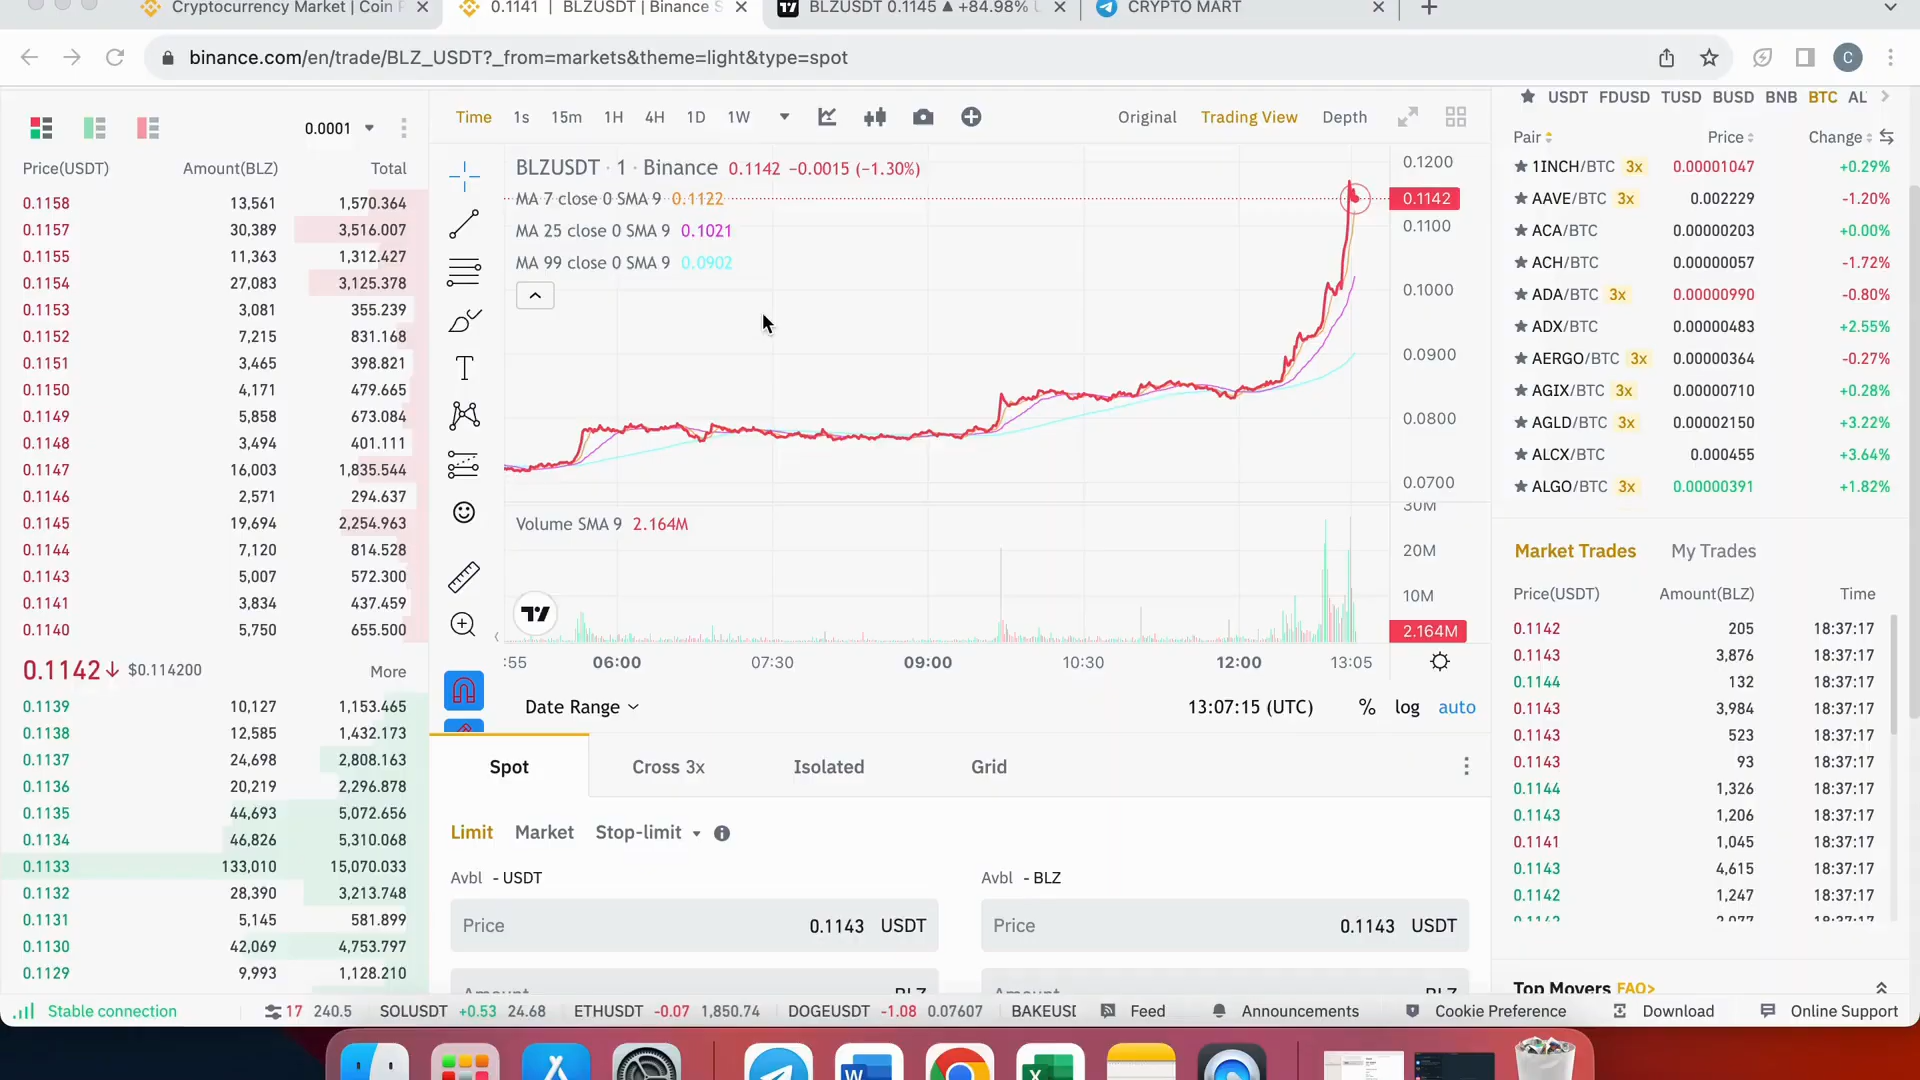 Cryptocurrency Market | Coin
0.1141 | BLZUSDT | Binance S
BLZUSDT 0.1145 ▲ +84.98%
CRYPTO MART
binance.com/en/trade/BLZ_USDT?_from=markets&theme=light&type=spot
C
0.0001
Price(USDT) Amount(BLZ) Total
0.1158 13,561 1,570.364
0.1157 30,389 3,516.007
0.1155 11,363 1,312.427
0.1154 27,083 3,125.378
0.1153 3,081 355.239
0.1152 7,215 831.168
0.1151 3,465 398.821
0.1150 4,171 479.665
0.1149 5,858 673.084
0.1148 3,494 401.111
0.1147 16,003 1,835.544
0.1146 2,571 294.637
0.1145 19,694 2,254.963
0.1144 7,120 814.528
0.1143 5,007 572.300
0.1141 3,834 437.459
0.1140 5,750 655.500
0.1142↓ $0.114200 More
0.1139 10,127 1,153.465
0.1138 12,585 1,432.173
0.1137 24,698 2,808.163
0.1136 20,219 2,296.878
0.1135 44,693 5,072.656
0.1134 46,826 5,310.068
0.1133 133,010 15,070.033
0.1132 28,390 3,213.748
0.1131 5,145 581.899
0.1130 42,069 4,753.797
0.1129 9,993 1,128.210
Time 1s 15m 1H 4H 1D 1W
Original Trading View Depth
BLZUSDT · 1 · Binance 0.1142 −0.0015 (−1.30%)
MA 7 close 0 SMA 9 0.1122
MA 25 close 0 SMA 9 0.1021
MA 99 close 0 SMA 9 0.0902
0.1200
0.1142
0.1100
0.1000
0.0900
0.0800
0.0700
Volume SMA 9 2.164M
30M
20M
10M
2.164M
:55 06:00 07:30 09:00 10:30 12:00 13:05
Date Range 13:07:15 (UTC) % log auto
Spot Cross 3x Isolated Grid
Limit Market Stop-limit
Avbl - USDT
Price 0.1143 USDT
Amount BLZ
Avbl - BLZ
Price 0.1143 USDT
Amount BLZ
USDT FDUSD TUSD BUSD BNB BTC AL
Pair Price Change
1INCH/BTC 3x 0.00001047 +0.29%
AAVE/BTC 3x 0.002229 -1.20%
ACA/BTC 0.00000203 +0.00%
ACH/BTC 0.00000057 -1.72%
ADA/BTC 3x 0.00000990 -0.80%
ADX/BTC 0.00000483 +2.55%
AERGO/BTC 3x 0.00000364 -0.27%
AGIX/BTC 3x 0.00000710 +0.28%
AGLD/BTC 3x 0.00002150 +3.22%
ALCX/BTC 0.000455 +3.64%
ALGO/BTC 3x 0.00000391 +1.82%
Market Trades My Trades
Price(USDT) Amount(BLZ) Time
0.1142 205 18:37:17
0.1143 3,876 18:37:17
0.1144 132 18:37:17
0.1143 3,984 18:37:17
0.1143 523 18:37:17
0.1143 93 18:37:17
0.1144 1,326 18:37:17
0.1143 1,206 18:37:17
0.1141 1,045 18:37:17
0.1143 4,615 18:37:17
0.1142 1,247 18:37:17
Top Movers FAQ>
Stable connection 17 240.5 SOLUSDT +0.53 24.68 ETHUSDT -0.07 1,850.74 DOGEUSDT -1.08 0.07607 BAKEUSD Feed Announcements Cookie Preference Download Online Support
W X